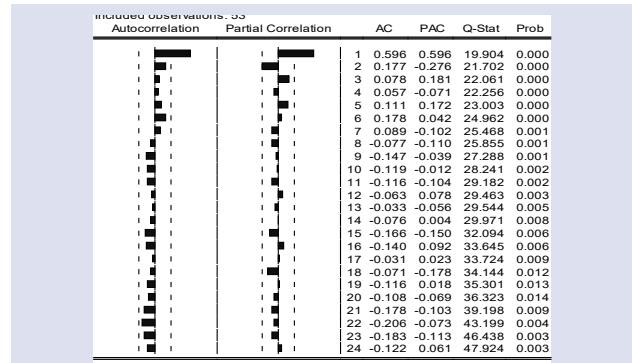 Included observations: 53
Autocorrelation Partial Correlation AC PAC Q-Stat Prob
1 0.596 0.596 19.904 0.000
2 0.177 -0.276 21.702 0.000
3 0.078 0.181 22.061 0.000
4 0.057 -0.071 22.256 0.000
5 0.111 0.172 23.003 0.000
6 0.178 0.042 24.962 0.000
7 0.089 -0.102 25.468 0.001
8 -0.077 -0.110 25.855 0.001
9 -0.147 -0.039 27.288 0.001
10 -0.119 -0.012 28.241 0.002
11 -0.116 -0.104 29.182 0.002
12 -0.063 0.078 29.463 0.003
13 -0.033 -0.056 29.544 0.005
14 -0.076 0.004 29.971 0.008
15 -0.166 -0.150 32.094 0.006
16 -0.140 0.092 33.645 0.006
17 -0.031 0.023 33.724 0.009
18 -0.071 -0.178 34.144 0.012
19 -0.116 0.018 35.301 0.013
20 -0.108 -0.069 36.323 0.014
21 -0.178 -0.103 39.198 0.009
22 -0.206 -0.073 43.199 0.004
23 -0.183 -0.113 46.438 0.003
24 -0.122 0.061 47.924 0.003